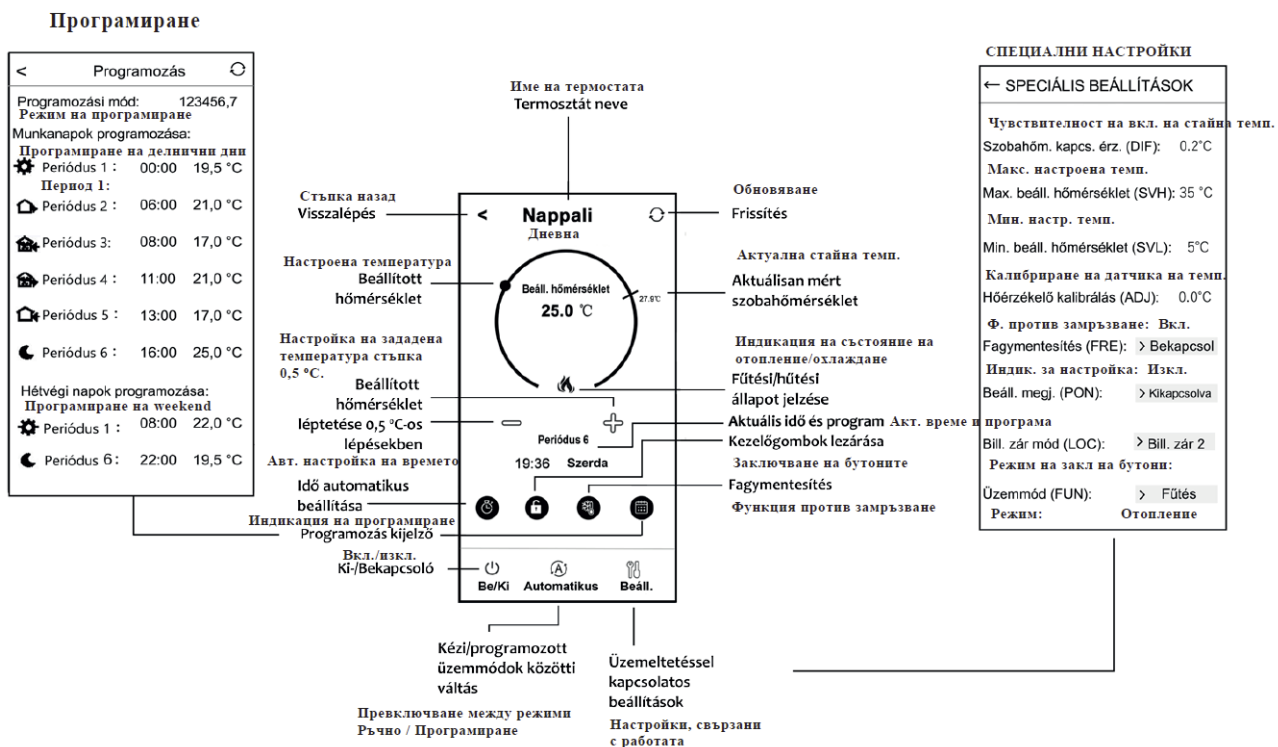 Програмиране
< Programozás
Programozási mód: 123456,7
Режим на програмиране
Munkanapok programozása:
Програмиране на делнични дни
Periódus 1 : 00:00 19,5 °C
Период 1:
Periódus 2 : 06:00 21,0 °C
Periódus 3: 08:00 17,0 °C
Periódus 4 : 11:00 21,0 °C
Periódus 5 : 13:00 17,0 °C
Periódus 6 : 16:00 25,0 °C
Hétvégi napok programozása:
Програмиране на weekend
Periódus 1 : 08:00 22,0 °C
Periódus 6 : 22:00 19,5 °C
Име на термостата
Termosztát neve
Стъпка назад
Visszalépés
Настроена температура
Beállított
hőmérséklet
Настройка на зададена
температура стъпка
0,5 °C.
Beállított
hőmérséklet
léptetése 0,5 °C-os
lépésekben
Авт. настройка на времето
Idő automatikus
beállítása
Индикация на програмиране
Programozás kijelző
Вкл./изкл.
Ki-/Bekapcsoló
< Nappali
Дневна
Beáll. hőmérséklet
25.0 °C
27.9°C
Periódus 6
19:36 Szerda
Be/Ki Automatikus Beáll.
Обновяване
Frissítés
Актуална стайна темп.
Aktuálisan mért
szobahőmérséklet
Индикация на състояние на
отопление/охлаждане
Fűtési/hűtési
állapot jelzése
Aktuális idő és program Акт. време и програма
Kezelőgombok lezárása
Заключване на бутоните
Fagymentesítés
Функция против замръзване
Kézi/programozott
üzemmódok közötti
váltás
Превключване между режими
Ръчно / Програмиране
Üzemeltetéssel
kapcsolatos
beállítások
Настройки, свързани
с работата
СПЕЦИАЛНИ НАСТРОЙКИ
← SPECIÁLIS BEÁLLÍTÁSOK
Чувствителност на вкл. на стайна темп.
Szobahőm. kapcs. érz. (DIF): 0.2°C
Макс. настроена темп.
Max. beáll. hőmérséklet (SVH): 35 °C
Мин. настр. темп.
Min. beáll. hőmérséklet (SVL): 5°C
Калибриране на датчика на темп.
Hőérzékelő kalibrálás (ADJ): 0.0°C
Ф. против замръзване: Вкл.
Fagymentesítés (FRE): > Bekapcsol
Индик. за настройка: Изкл.
Beáll. megj. (PON): > Kikapcsolva
Bill. zár mód (LOC): > Bill. zár 2
Режим на закл на бутони:
Üzemmód (FUN): > Fűtés
Режим: Отопление